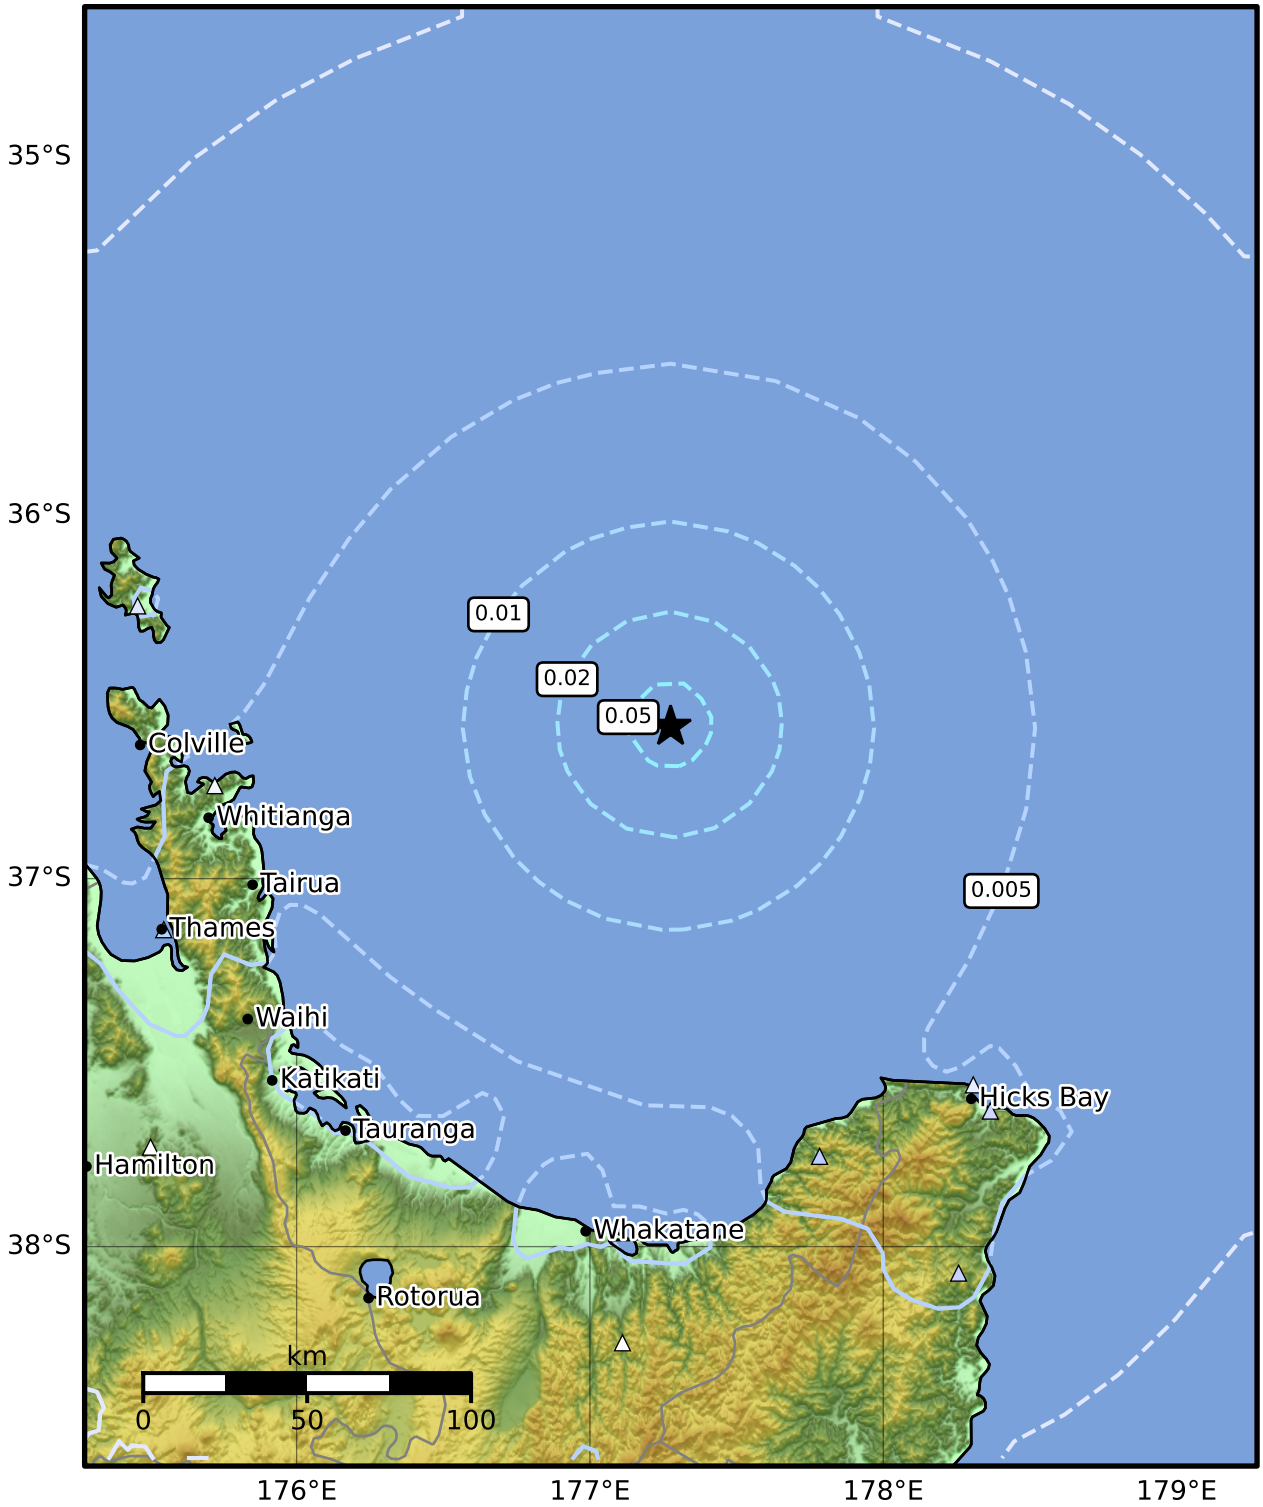 35°S
36°S
0.01
0.02
0.05
Colville
Whitianga
37°S
Tairua
0.005
Thames
Waihi
Katikati
Hicks Bay
Tauranga
Hamilton
Whakatane
38°S
Rotorua
km
0 50 100
176°E 177°E 178°E 179°E